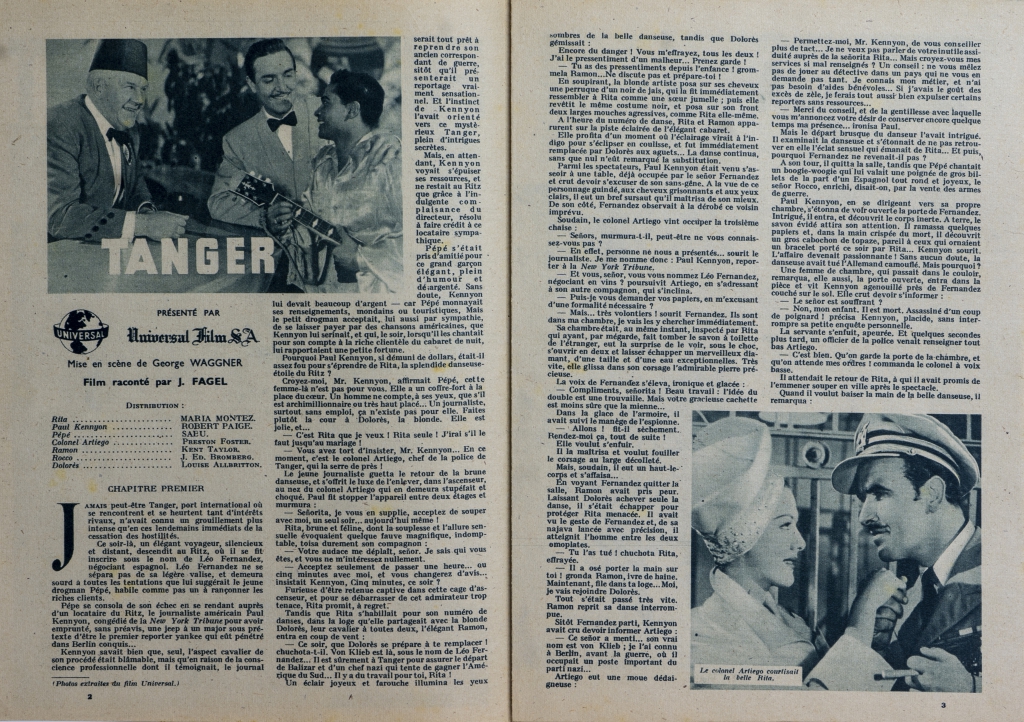 TANGER
UNIVERSAL
PRÉSENTÉ PAR
Universal Film S.A.
Mise en scène de George WAGGNER
Film raconté par J. FAGEL
Distribution :
Rita .......................... MARIA MONTEZ.
Paul Kennyon .............. ROBERT PAIGE.
Pépé .......................... SABU.
Colonel Artiego ............ PRESTON FOSTER.
Ramon ........................ KENT TAYLOR.
Rocco ......................... J. ED. BROMBERG.
Dolorès ....................... LOUISE ALLBRITTON.
CHAPITRE PREMIER
JAMAIS peut-être Tanger, port international où
se rencontrent et se heurtent tant d'intérêts
rivaux, n'avait connu un grouillement plus
intense qu'en ces lendemains immédiats de la
cessation des hostilités.
Ce soir-là, un élégant voyageur, silencieux
et distant, descendit au Ritz, où il se fit
inscrire sous le nom de Léo Fernandez,
négociant espagnol. Léo Fernandez ne se
sépara pas de sa légère valise, et demeura
sourd à toutes les tentations que lui suggérait le jeune
drogman Pépé, habile comme pas un à rançonner les
riches clients.
Pépe se consola de son échec en se rendant auprès
d'un locataire du Ritz, le journaliste américain Paul
Kennyon, congédié de la New York Tribune pour avoir
emprunté, sans préavis, une jeep à un major sous pré-
texte d'être le premier reporter yankee qui eût pénétré
dans Berlin conquis...
Kennyon savait bien que, seul, l'aspect cavalier de
son procédé était blâmable, mais qu'en raison de la cons-
cience professionnelle dont il témoignait, le journal
(Photos extraites du film Universal.)
2
serait tout prêt à
reprendre son
ancien correspon-
dant de guerre,
sitôt qu'il pré-
senterait un
reportage vrai-
ment sensation-
nel. Et l'instinct
de Kennyon
l'avait orienté
vers ce mysté-
rieux Tanger,
plein d'intrigues
secrètes.
Mais, en atten-
dant, Kennyon
voyait s'épuiser
ses ressources, et
ne restait au Ritz
que grâce à l'in-
dulgente com-
plaisance du
directeur, résolu
à faire crédit à ce
locataire sympa-
thique.
Pépé s'était
pris d'amitié pour
ce grand garçon
élégant, plein
d'humour et
d'argent. Sans
doute, Kennyon
lui devait beaucoup d'argent — car Pépé monnayait
ses renseignements, mondains ou touristiques. Mais
le petit drogman acceptait, lui aussi par sympathie,
de se laisser payer par des chansons américaines, que
Kennyon lui serinait, et qui, le soir, lorsqu'il les chantait
pour son compte à la riche clientèle du cabaret de nuit,
lui rapportaient une petite fortune.
Pourquoi Paul Kennyon, si démuni de dollars, était-il
assez fou pour s'éprendre de Rita, la splendide danseuse-
étoile du Ritz ?
Croyez-moi, Mr. Kennyon, affirmait Pépé, cette
femme-là n'est pas pour vous. Elle a un coffre-fort à la
place du cœur. Un homme ne compte, à ses yeux, que s'il
est archimillionnaire ou très haut placé... Un journaliste,
surtout sans emploi, ça n'existe pas pour elle. Faites
plutôt la cour à Dolorès, la blonde. Elle est
jolie, et...
— C'est Rita que je veux ! Rita seule ! J'irai s'il le
faut jusqu'au mariage !
— Vous avez tort d'insister, Mr. Kennyon... En ce
moment, c'est le colonel Artiego, chef de la police de
Tanger, qui la serre de près !
Le jeune journaliste guetta le retour de la brune
danseuse, et s'offrit le luxe de l'enlever, dans l'ascenseur,
au nez du colonel Artiego qui en demeura stupéfait et
choqué. Paul fit stopper l'appareil entre deux étages et
murmura :
— Señorita, je vous en supplie, acceptez de souper
avec moi, un seul soir... aujourd'hui même !
Rita, brune et féline, dont la souplesse et l'allure sen-
suelle évoquaient quelque fauve magnifique, indomp-
table, toisa durement son compagnon :
— Votre audace me déplaît, señor. Je sais qui vous
êtes, et vous ne m'intéressez nullement.
— Acceptez seulement de passer une heure... ou
cinq minutes avec moi, et vous changerez d'avis...
insistait Kennyon. Cinq minutes, ce soir ?
Furieuse d'être retenue captive dans cette cage d'as-
censeur, et pour se débarrasser de cet admirateur trop
tenace, Rita promit, à regret.
Tandis que Rita s'habillait pour son numéro de
danses, dans la loge qu'elle partageait avec la blonde
Dolorès, leur cavalier à toutes deux, l'élégant Ramon,
entra en coup de vent :
— Ce soir, que Dolorès se prépare à te remplacer !
chuchota-t-il. Von Klieb est là, sous le nom de Léo Fer-
nandez... Il est sûrement à Tanger pour assurer le départ
de Balizar et d'un chef nazi qui tente de gagner l'Amé-
rique du Sud... Il y a du travail pour toi, Rita !
Un éclair joyeux et farouche illumina les yeux
sombres de la belle danseuse, tandis que Dolorès
gémissait :
Encore du danger ! Vous m'effrayez, tous les deux !
J'ai le pressentiment d'un malheur... Prenez garde !
— Tu as des pressentiments depuis l'enfance ! grom-
mela Ramon...Ne discute pas et prépare-toi !
En soupirant, la blonde artiste posa sur ses cheveux
une perruque d'un noir de jais, qui la fit immédiatement
ressembler à Rita comme une sœur jumelle ; puis elle
revêtit le même costume noir, et posa sur son front
deux larges mouches agressives, comme Rita elle-même.
A l'heure du numéro de danse, Rita et Ramon appa-
rurent sur la piste éclairée de l'élégant cabaret.
Elle profita d'un moment où l'éclairage virait à l'in-
digo pour s'éclipser en coulisse, et fut immédiatement
remplacée par Dolorès aux aguets... La danse continua,
sans que nul n'eût remarqué la substitution.
Parmi les spectateurs, Paul Kennyon était venu s'as-
seoir à une table, déjà occupée par le señor Fernandez
et crut devoir s'excuser de son sans-gêne. A la vue de ce
personnage guindé, aux cheveux grisonnants et aux yeux
clairs, il eut un bref sursaut qu'il maîtrisa de son mieux.
De son côté, Fernandez observait à la dérobé ce voisin
imprévu.
Soudain, le colonel Artiego vint occuper la troisième
chaise :
— Señors, murmura-t-il, peut-être ne vous connais-
sez-vous pas ?
— En effet, personne ne nous a présentés... sourit le
journaliste. Je me nomme donc : Paul Kennyon, repor-
ter à la New York Tribune.
— Et vous, señor, vous vous nommez Léo Fernandez,
négociant en vins ? poursuivit Artiego, en s'adressant
à son autre compagnon, qui s'inclina.
— Puis-je vous demander vos papiers, en m'excusant
d'une formalité nécessaire ?
— Mais... très volontiers ! sourit Fernandez. Ils sont
dans ma chambre, je vais les y chercher immédiatement.
Sa chambre était, au même instant, inspecté par Rita
qui ayant, par mégarde, fait tomber le savon à toilette
de l'étranger, eut la surprise de le voir, sous le choc,
s'ouvrir en deux et laisser échapper un merveilleux dia-
mant, d'une taille et d'une eau exceptionnelles. Très
vite, elle glissa dans son corsage l'admirable pierre pré-
cieuse.
La voix de Fernandez s'éleva, ironique et glacée :
— Compliments, señorita ! Beau travail : l'idée du
double est une trouvaille. Mais votre gracieuse cachette
est moins sûre que la mienne...
Dans la glace de l'armoire, il
avait suivi le manège de l'espionne.
— Allons ! fit-il sèchement.
Rendez-moi ça, tout de suite !
Elle voulut s'enfuir.
Il la maîtrisa et voulut fouiller
le corsage au large décolleté.
Mais, soudain, il eut un haut-le-
corps et s'affaissa...
En voyant Fernandez quitter la
salle, Ramon avait pris peur.
Laissant Dolorès achever seule la
danse, il s'était échapper pour
protéger Rita menacée. Il avait
vu le geste de Fernandez et, de sa
najava lancée avec précision, il
atteignit l'homme entre les deux
omoplates.
— Tu l'as tué ! chuchota Rita,
effrayée.
— Il a osé porter la main sur
toi ! gronda Ramon, ivre de haine.
Maintenant, file dans ta loge... Moi,
je vais rejoindre Dolorès.
Tout s'était passé très vite.
Ramon reprit sa danse interrom-
pue.
Sitôt Fernandez parti, Kennyon
avait cru devoir informer Artiego :
— Ce señor a menti... son vrai
nom est von Klieb ; je l'ai connu
à Berlin, avant la guerre, où il
occupait un poste important du
parti nazi...
Artiego eut une moue dédai-
gneuse :
— Permettez-moi, Mr. Kennyon, de vous conseiller
plus de tact... Je ne veux pas parler de votre inutile assi-
duité auprès de la señorita Rita... Mais croyez-vous mes
services si mal renseignés ? Un conseil : ne vous mêlez
pas de jouer au détective dans un pays qui ne vous en
demande pas tant. Je connais mon métier, et n'ai
pas besoin d'aides bénévoles... Si j'avais le goût des
excès de zèle, je ferais tout aussi bien expulser certains
reporters sans ressources...
— Merci du conseil, et de la gentillesse avec laquelle
vous m'annoncez votre désir de conserver encore quelque
temps ma présence... ironisa Paul.
Mais le départ brusque du danseur l'avait intrigué.
Il examinait la danseuse et s'étonnait de ne pas retrou-
ver en elle l'éclat sensuel qui émanait de Rita... Et puis,
pourquoi Fernandez ne revenait-il pas ?
A son tour, il quitta la salle, tandis que Pépé chantait
un boogie-woogie qui lui valait une poignée de gros bil-
lets de la part d'un Espagnol tout rond et joyeux, le
señor Rocco, enrichi, disait-on, par la vente des armes
de guerre.
Paul Kennyon, en se dirigeant vers sa propre
chambre, s'étonna de voir ouverte la porte de Fernandez.
Intrigué, il entra, et découvrit le corps inerte. A terre, le
savon évidé attira son attention. Il ramassa quelques
papiers et, dans la main crispée du mort, il découvrit
un gros cabochon de topaze, pareil à ceux qui ornaient
un bracelet porté ce soir par Rita... Kennyon sourit.
L'affaire devenait passionnante ! Sans aucun doute, la
danseuse avait tué l'Allemand camouflé. Mais pourquoi ?
Une femme de chambre, qui passait dans le couloir,
remarqua, elle aussi, la porte ouverte, entra dans la
pièce et vit Kennyon agenouillé près de Fernandez
couché sur le sol. Elle crut devoir s'informer :
— Le señor est souffrant ?
— Non, mon enfant. Il est mort. Assassiné d'un coup
de poignard ! précisa Kennyon, placide, sans inter-
rompre sa petite enquête personnelle.
La servante s'enfuit, apeurée. Et quelques secondes
plus tard, un officier de la police venait renseigner tout
bas Artiego.
— C'est bien. Qu'on garde la porte de la chambre, et
qu'on attende mes ordres ! commanda le colonel à voix
basse.
Il attendait le retour de Rita, à qui il avait promis de
l'emmener souper en ville après le spectacle.
Quand il voulut baiser la main de la belle danseuse, il
remarqua :
Le colonel Artiego courtisait
la belle Rita.
3